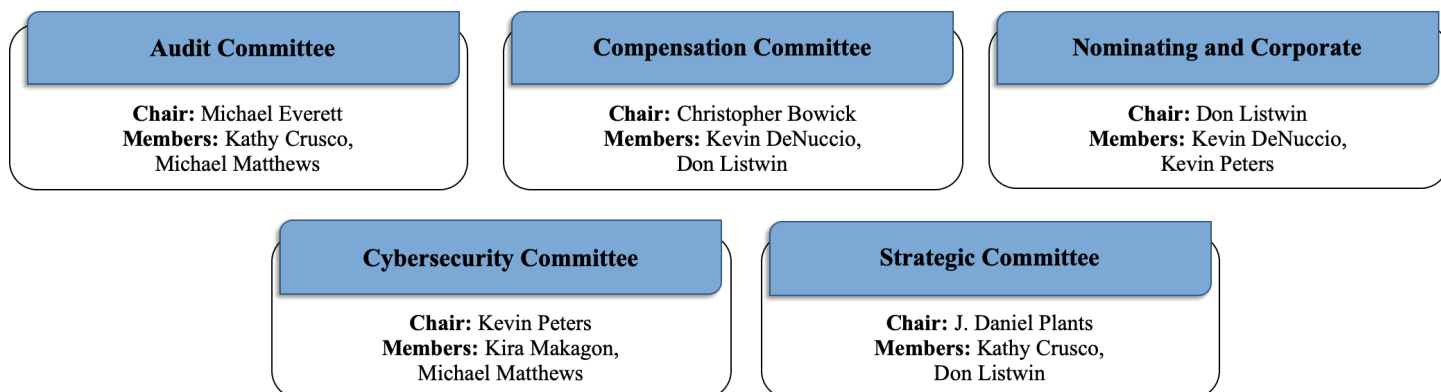 Audit Committee
Chair: Michael Everett
Members: Kathy Crusco,
Michael Matthews
Compensation Committee
Chair: Christopher Bowick
Members: Kevin DeNuccio,
Don Listwin
Nominating and Corporate
Chair: Don Listwin
Members: Kevin DeNuccio,
Kevin Peters
Cybersecurity Committee
Chair: Kevin Peters
Members: Kira Makagon,
Michael Matthews
Strategic Committee
Chair: J. Daniel Plants
Members: Kathy Crusco,
Don Listwin